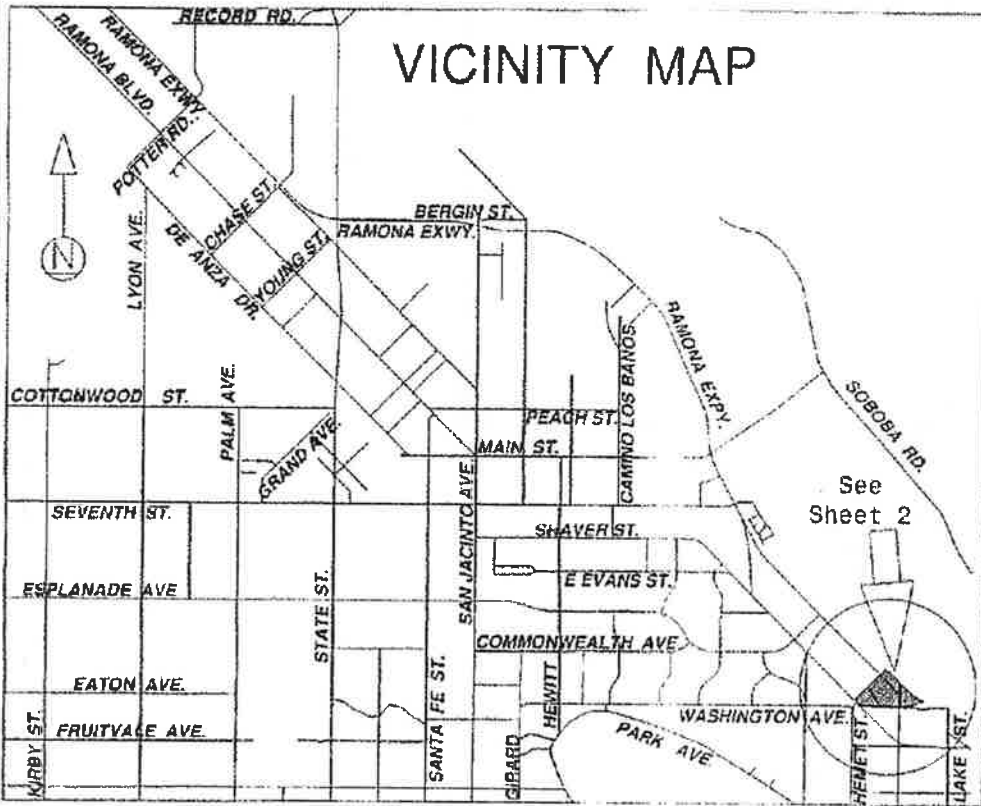 RECORD RD.
VICINITY MAP
RAMONA EXWY.
RAMONA BLVD.
POTTER RD.
N
LYON AVE.
CHASE ST.
DE ANZA DR.
YOUNG ST.
BERGIN ST.
RAMONA EXWY.
RAMONA EXPY.
SOBOBA RD.
COTTONWOOD ST.
PALM AVE.
GRAND AVE.
PEACH ST.
MAIN ST.
CAMINO LOS BANOS
SAN JACINTO AVE.
See
Sheet 2
SEVENTH ST.
SHAVER ST.
E EVANS ST.
ESPLANADE AVE
STATE ST.
COMMONWEALTH AVE
EATON AVE.
SANTA FE ST.
HEWITT
WASHINGTON AVE.
FRUITVALE AVE.
KIRBY ST.
GIRARD
PARK AVE.
HEMET ST.
LAKE ST.